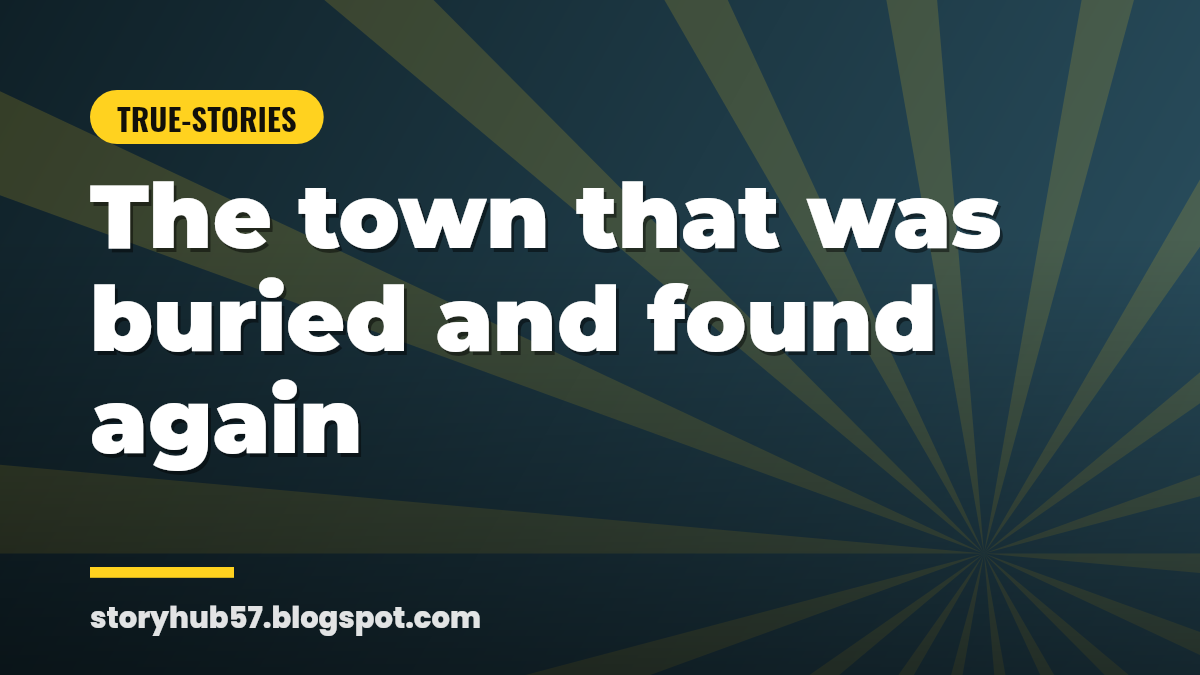 TRUE-STORIES
The town that was
buried and found
again
storyhub57.blogspot.com